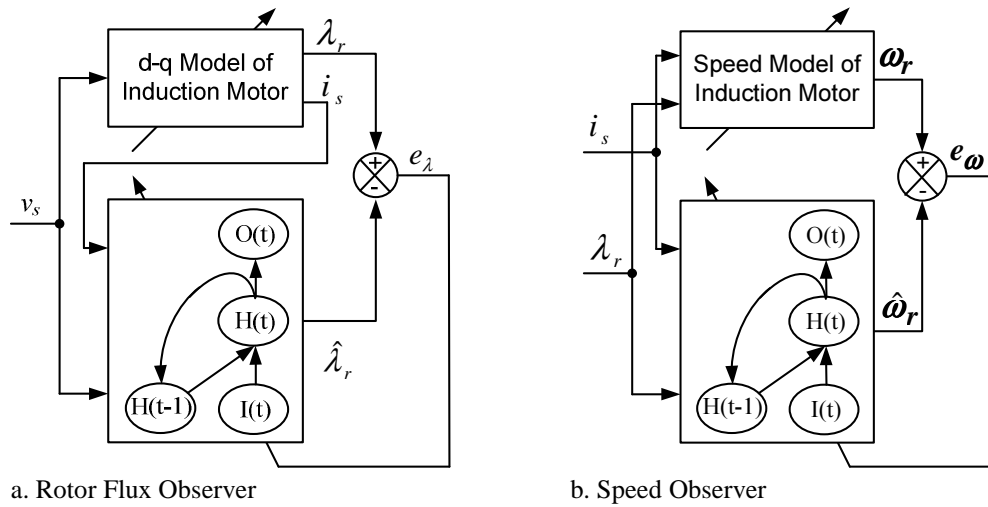 λr
d-q Model of
Induction Motor
is
+
-
eλ
vs
O(t)
H(t)
λ̂r
H(t-1)
I(t)
a. Rotor Flux Observer
Speed Model of
Induction Motor
ωr
is
+
-
eω
λr
O(t)
H(t)
ω̂r
H(t-1)
I(t)
b. Speed Observer